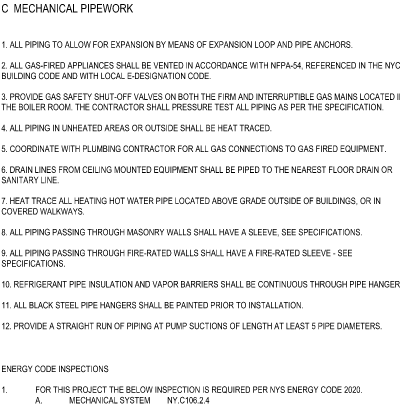 C MECHANICAL PIPEWORK
1. ALL PIPING TO ALLOW FOR EXPANSION BY MEANS OF EXPANSION LOOP AND PIPE ANCHORS.
2. ALL GAS-FIRED APPLIANCES SHALL BE VENTED IN ACCORDANCE WITH NFPA-54, REFERENCED IN THE NYC
BUILDING CODE AND WITH LOCAL E-DESIGNATION CODE.
3. PROVIDE GAS SAFETY SHUT-OFF VALVES ON BOTH THE FIRM AND INTERRUPTIBLE GAS MAINS LOCATED I
THE BOILER ROOM. THE CONTRACTOR SHALL PRESSURE TEST ALL PIPING AS PER THE SPECIFICATION.
4. ALL PIPING IN UNHEATED AREAS OR OUTSIDE SHALL BE HEAT TRACED.
5. COORDINATE WITH PLUMBING CONTRACTOR FOR ALL GAS CONNECTIONS TO GAS FIRED EQUIPMENT.
6. DRAIN LINES FROM CEILING MOUNTED EQUIPMENT SHALL BE PIPED TO THE NEAREST FLOOR DRAIN OR
SANITARY LINE.
7. HEAT TRACE ALL HEATING HOT WATER PIPE LOCATED ABOVE GRADE OUTSIDE OF BUILDINGS, OR IN
COVERED WALKWAYS.
8. ALL PIPING PASSING THROUGH MASONRY WALLS SHALL HAVE A SLEEVE, SEE SPECIFICATIONS.
9. ALL PIPING PASSING THROUGH FIRE-RATED WALLS SHALL HAVE A FIRE-RATED SLEEVE - SEE
SPECIFICATIONS.
10. REFRIGERANT PIPE INSULATION AND VAPOR BARRIERS SHALL BE CONTINUOUS THROUGH PIPE HANGER
11. ALL BLACK STEEL PIPE HANGERS SHALL BE PAINTED PRIOR TO INSTALLATION.
12. PROVIDE A STRAIGHT RUN OF PIPING AT PUMP SUCTIONS OF LENGTH AT LEAST 5 PIPE DIAMETERS.
ENERGY CODE INSPECTIONS
1. FOR THIS PROJECT THE BELOW INSPECTION IS REQUIRED PER NYS ENERGY CODE 2020.
A. MECHANICAL SYSTEM NY.C106.2.4